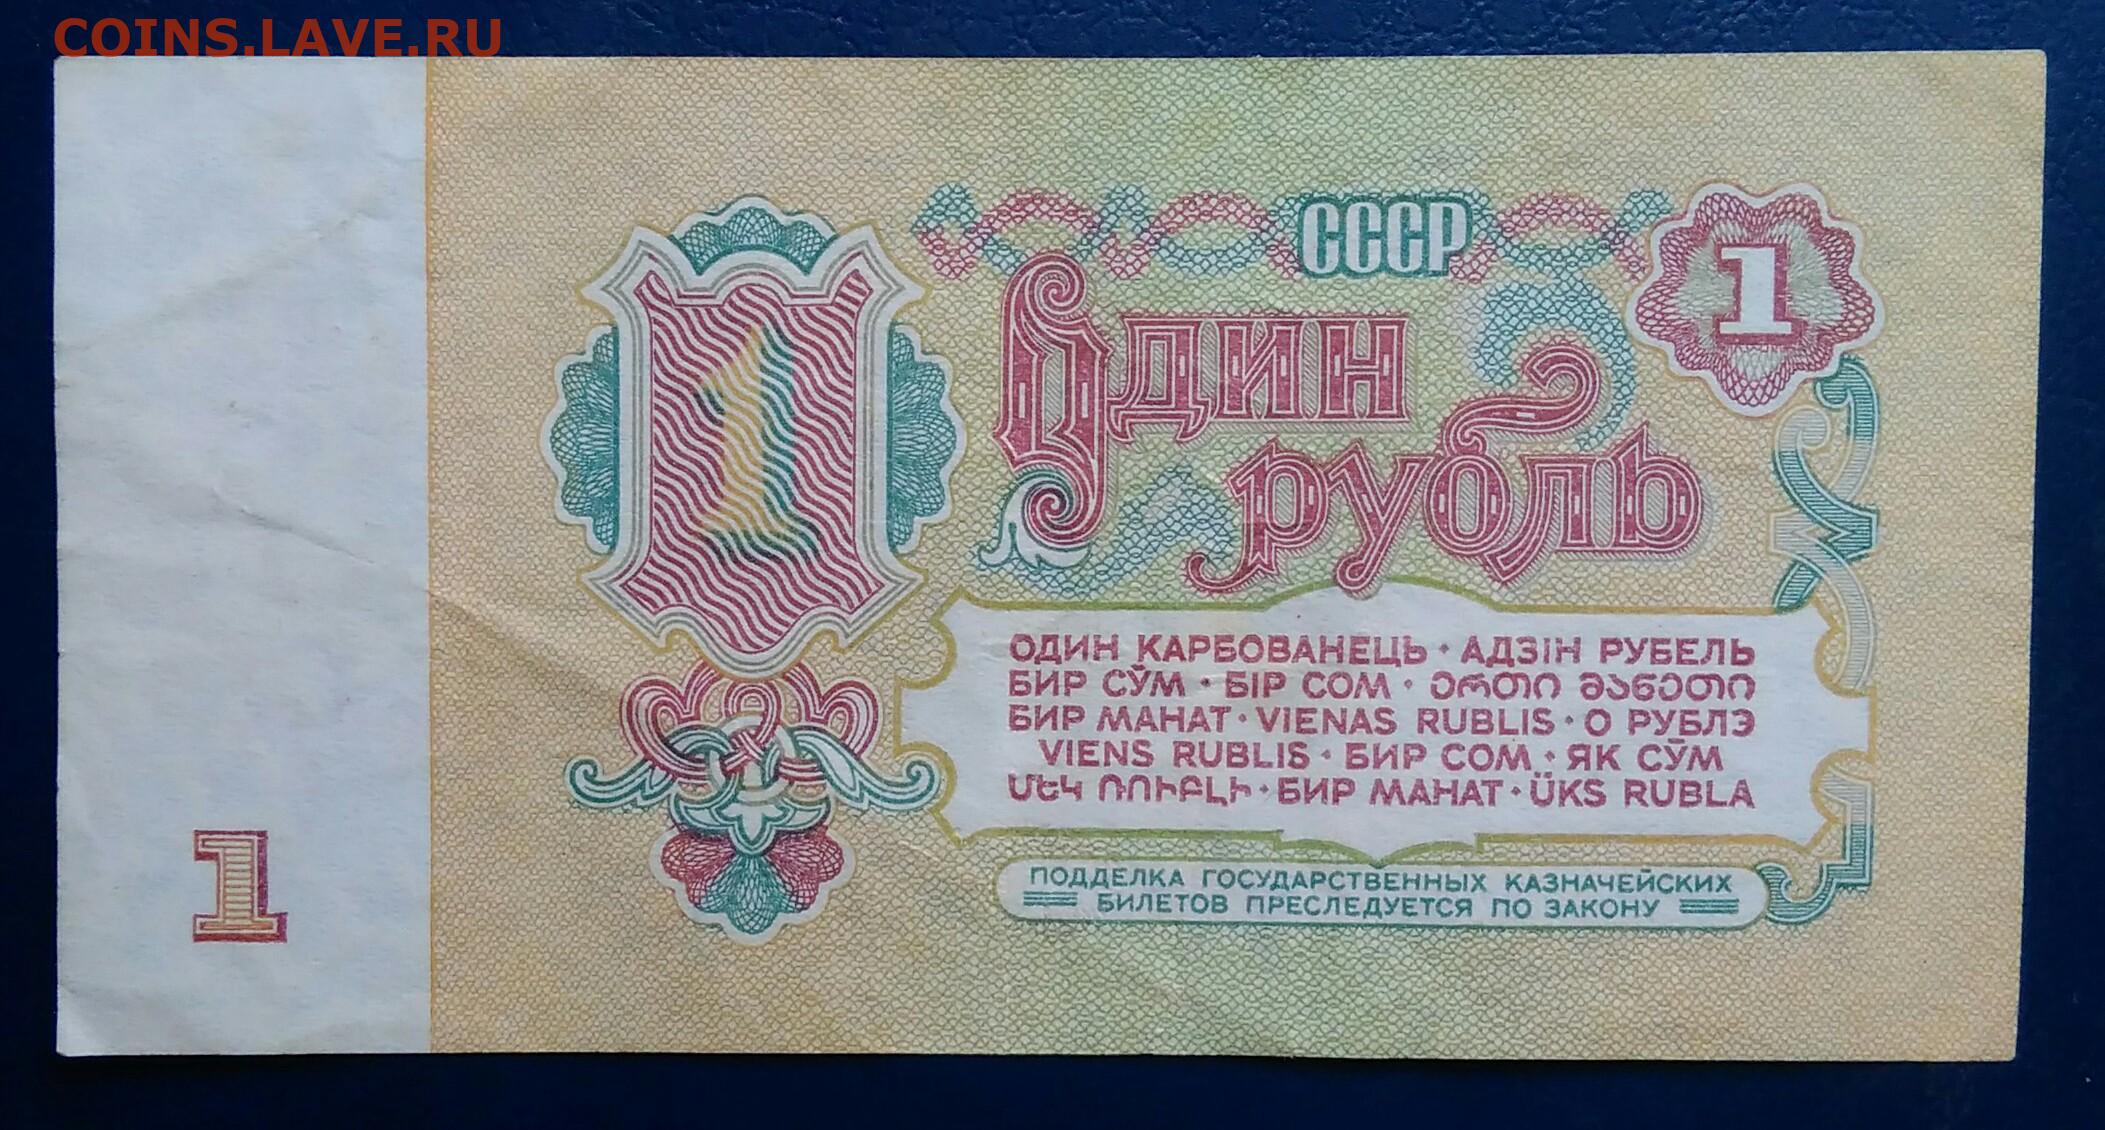 COINS.LAVE.RU
СССР
1
Один
рубль
1
ОДИН КАРБОВАНЕЦЬ · АДЗІН РУБЕЛЬ
БИР СЎМ · БІР СОМ · ერთი მანეთი
БИР МАНАТ · VIENAS RUBLIS · О РУБЛЭ
VIENS RUBLIS · БИР СОМ · ЯК СӮМ
ՄԵԿ ՌՈՒԲԼԻ · БИР МАНАТ · ÜKS RUBLA
ПОДДЕЛКА ГОСУДАРСТВЕННЫХ КАЗНАЧЕЙСКИХ
БИЛЕТОВ ПРЕСЛЕДУЕТСЯ ПО ЗАКОНУ
1